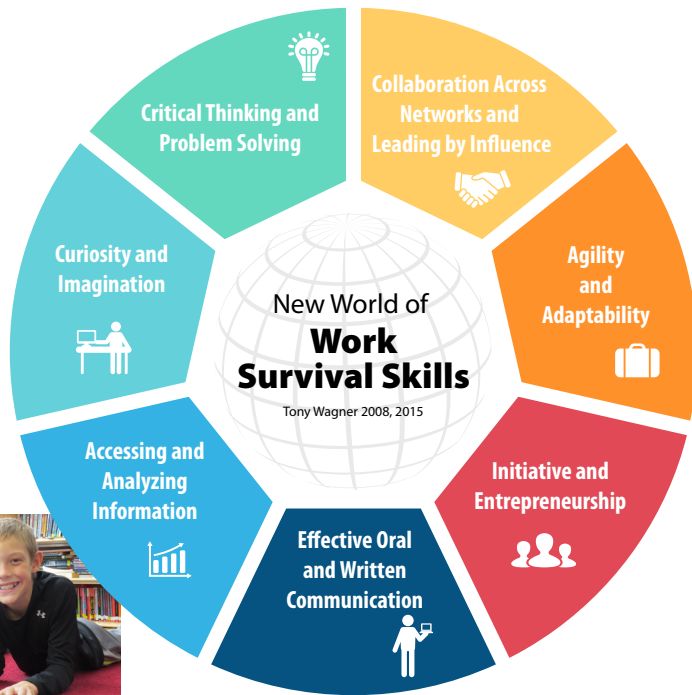 New World of
Work
Survival Skills
Tony Wagner 2008, 2015
Critical Thinking and
Problem Solving
Collaboration Across
Networks and
Leading by Influence
Agility
and
Adaptability
Initiative and
Entrepreneurship
Effective Oral
and Written
Communication
Accessing and
Analyzing
Information
Curiosity and
Imagination